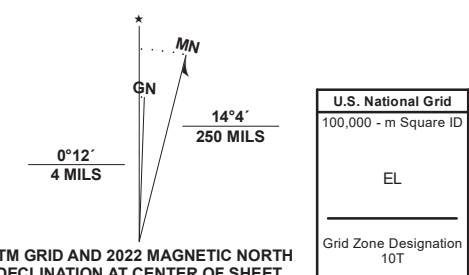 ★
MN
GN
0°12´
4 MILS
14°4´
250 MILS
TM GRID AND 2022 MAGNETIC NORTH
DECLINATION AT CENTER OF SHEET
U.S. National Grid
100,000 - m Square ID
EL
Grid Zone Designation
10T